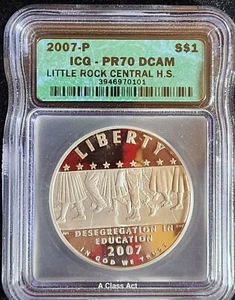 2007-P S$1
ICG - PR70 DCAM
LITTLE ROCK CENTRAL H.S.
3946970101
LIBERTY
DESEGREGATION IN
EDUCATION
2007
IN GOD WE TRUST
A Class Act